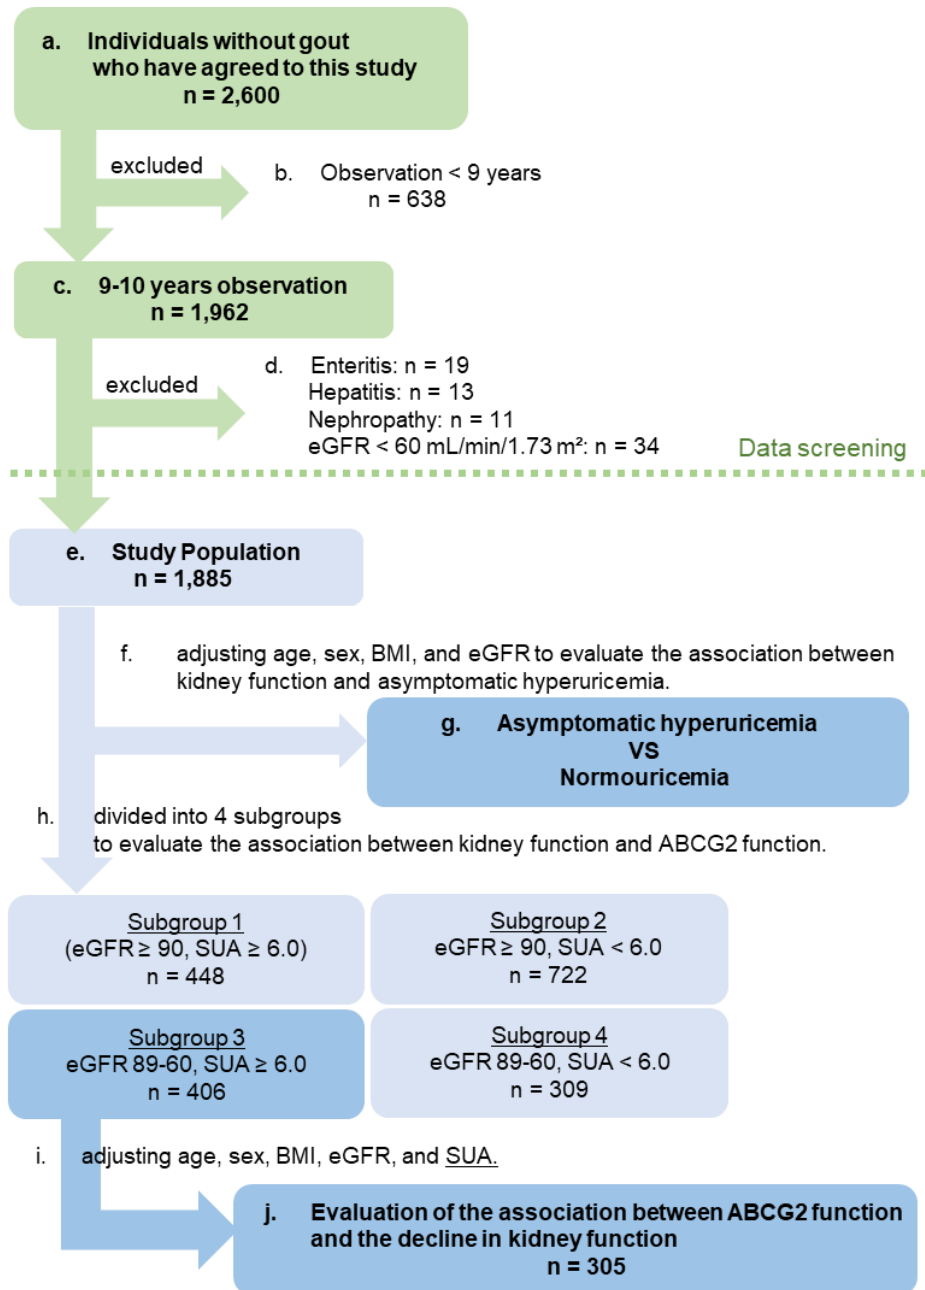 a. Individuals without gout
who have agreed to this study
n = 2,600
excluded
b. Observation < 9 years
n = 638
c. 9-10 years observation
n = 1,962
excluded
d. Enteritis: n = 19
Hepatitis: n = 13
Nephropathy: n = 11
eGFR < 60 mL/min/1.73 m²: n = 34
Data screening
e. Study Population
n = 1,885
f. adjusting age, sex, BMI, and eGFR to evaluate the association between
kidney function and asymptomatic hyperuricemia.
g. Asymptomatic hyperuricemia
VS
Normouricemia
h. divided into 4 subgroups
to evaluate the association between kidney function and ABCG2 function.
Subgroup 1
(eGFR ≥ 90, SUA ≥ 6.0)
n = 448
Subgroup 2
eGFR ≥ 90, SUA < 6.0
n = 722
Subgroup 3
eGFR 89-60, SUA ≥ 6.0
n = 406
Subgroup 4
eGFR 89-60, SUA < 6.0
n = 309
i. adjusting age, sex, BMI, eGFR, and SUA.
j. Evaluation of the association between ABCG2 function
and the decline in kidney function
n = 305